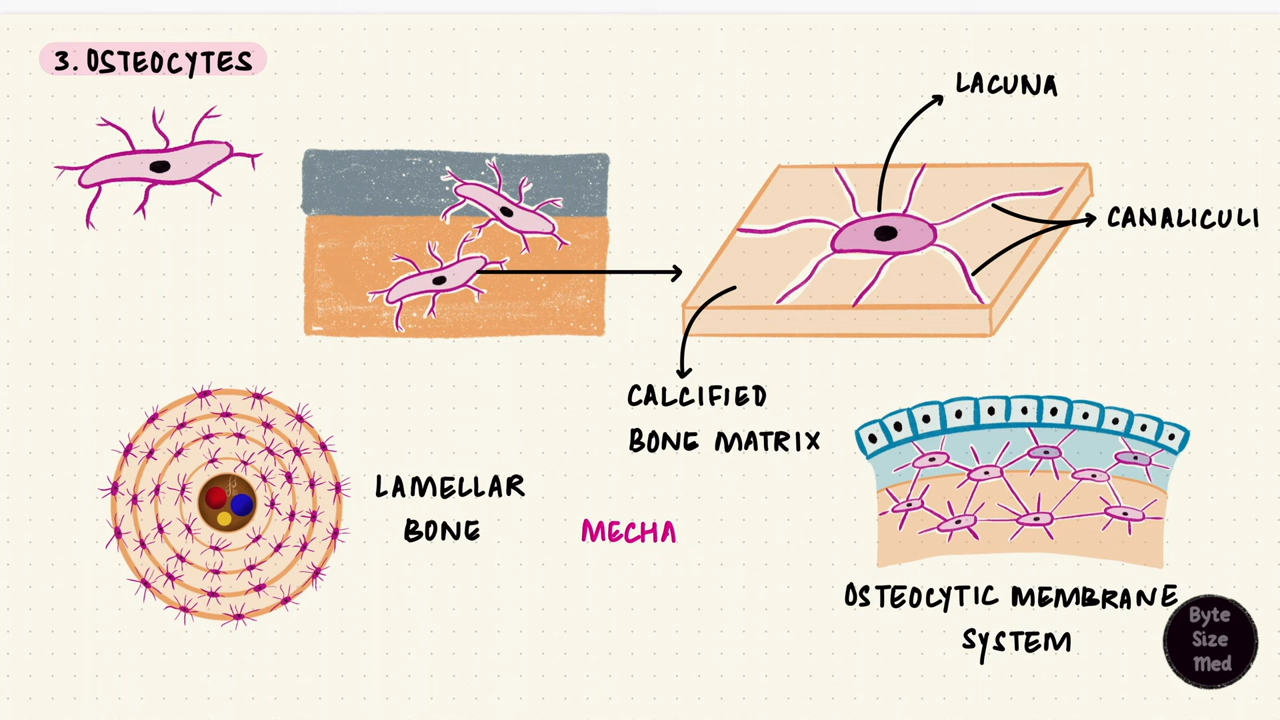 3. OSTEOCYTES
LACUNA
CANALICULI
CALCIFIED
BONE MATRIX
LAMELLAR
BONE
MECHA
OSTEOCYTIC MEMBRANE
SYSTEM
Byte
Size
Med